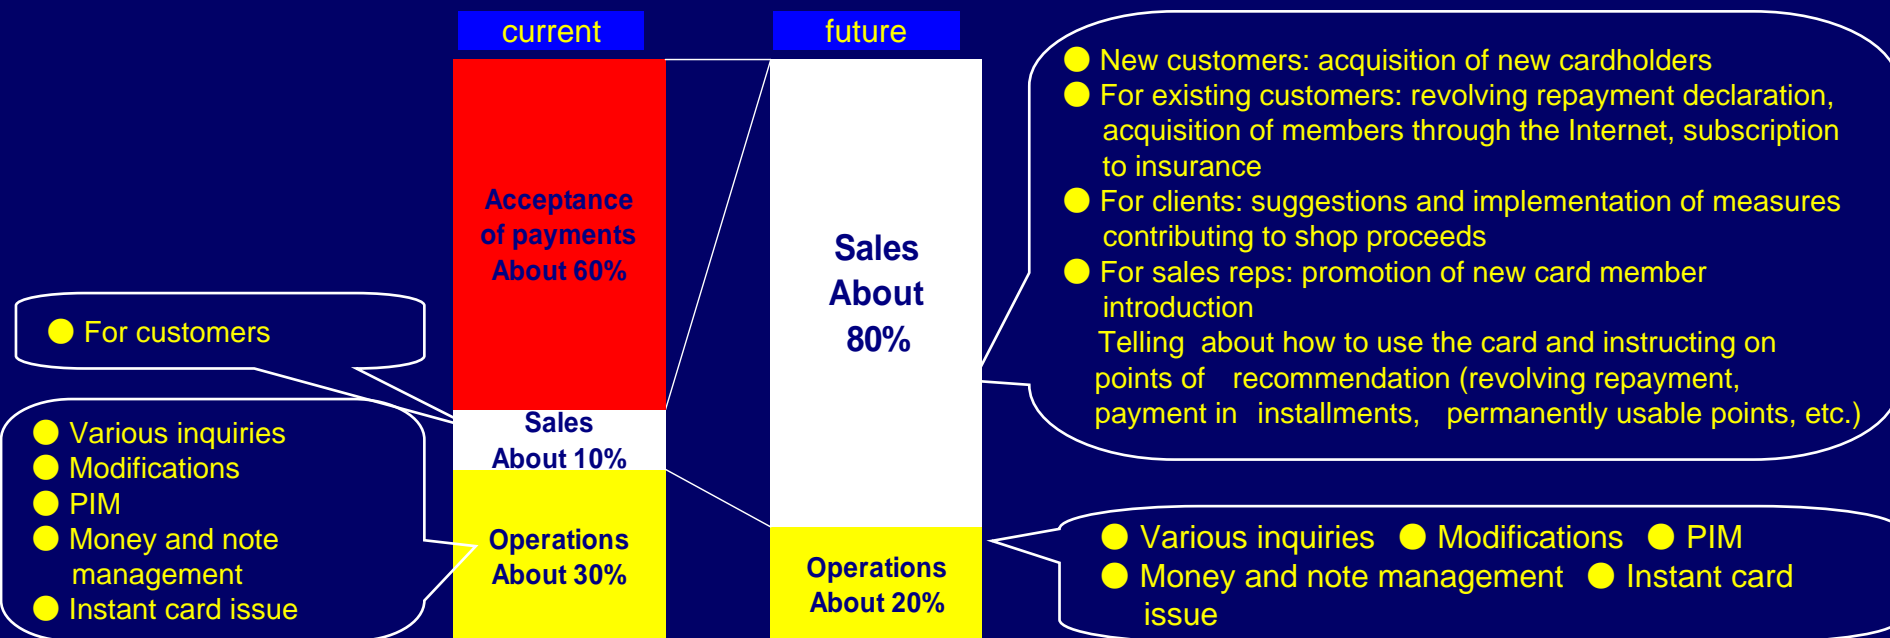 current
future
Acceptance
of payments
About 60%
Sales
About 10%
Operations
About 30%
Sales
About
80%
Operations
About 20%
● For customers
● Various inquiries
● Modifications
● PIM
● Money and note
management
● Instant card issue
● New customers: acquisition of new cardholders
● For existing customers: revolving repayment declaration,
acquisition of members through the Internet, subscription
to insurance
● For clients: suggestions and implementation of measures
contributing to shop proceeds
● For sales reps: promotion of new card member
introduction
Telling about how to use the card and instructing on
points of recommendation (revolving repayment,
payment in installments, permanently usable points, etc.)
● Various inquiries ● Modifications ● PIM
● Money and note management ● Instant card
issue